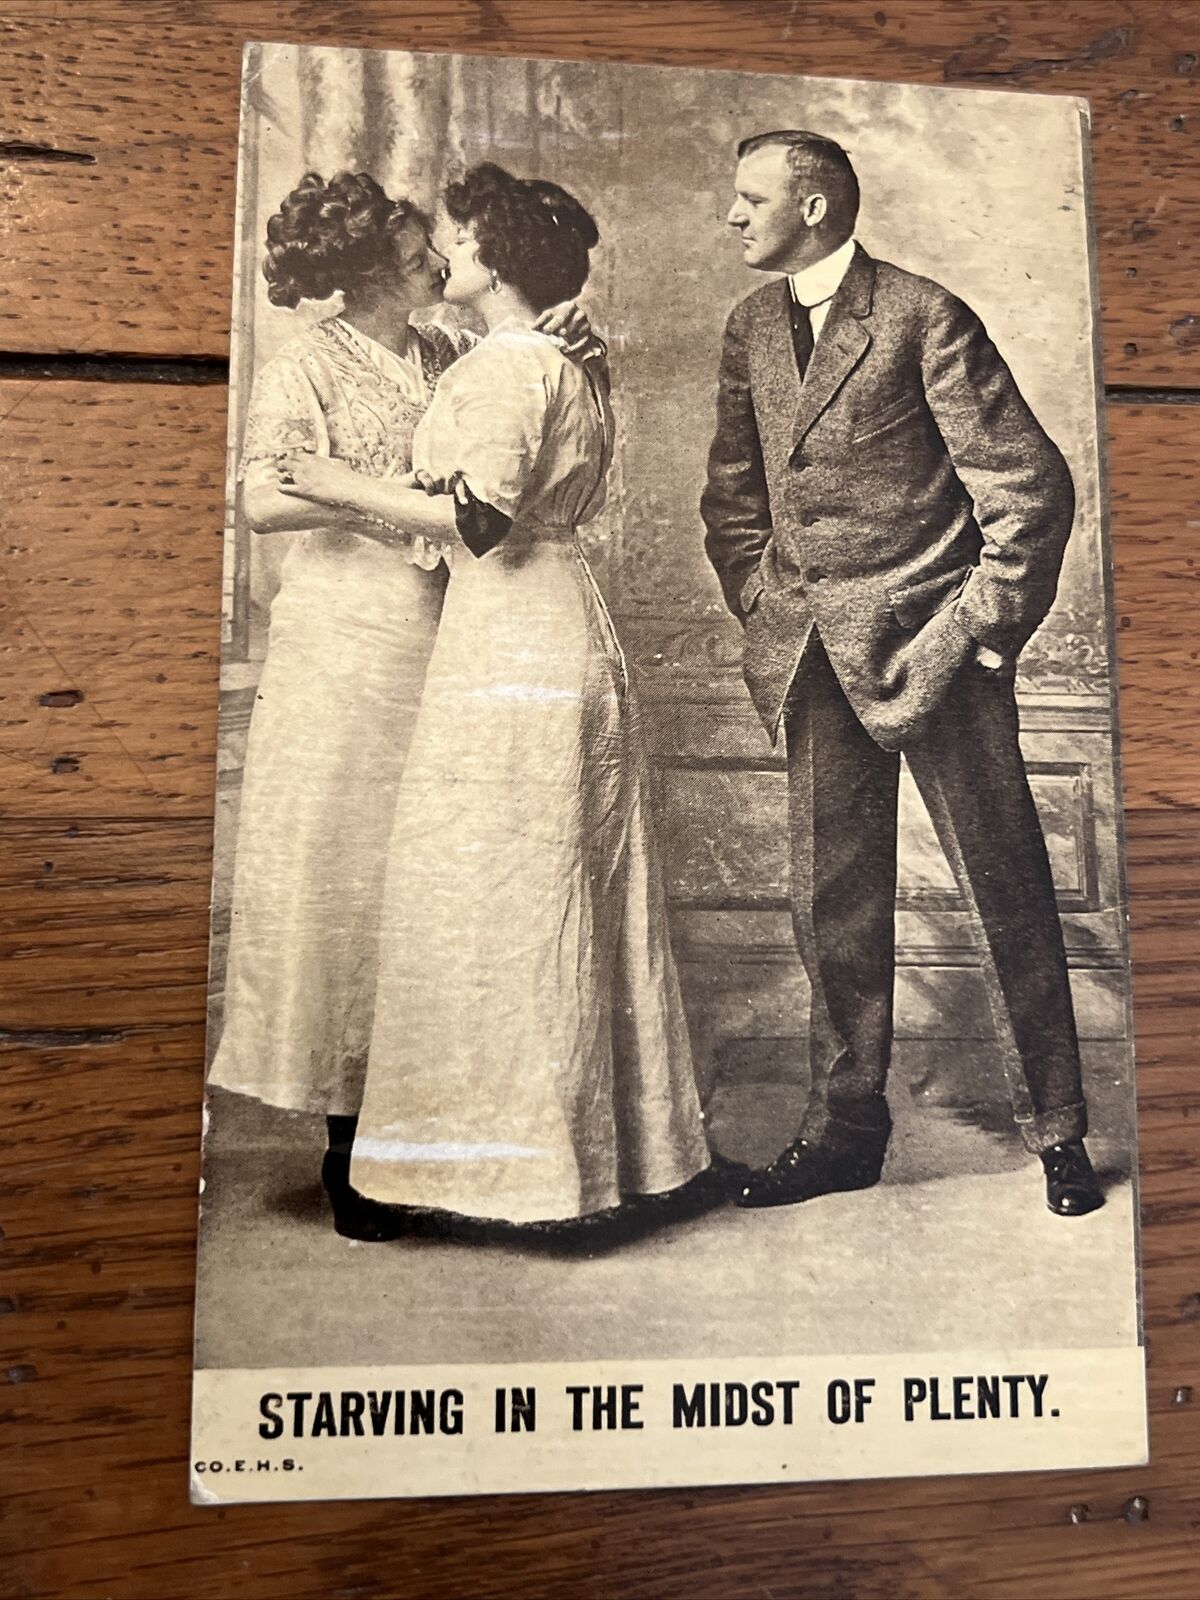 STARVING IN THE MIDST OF PLENTY.
CO.E.H.S.